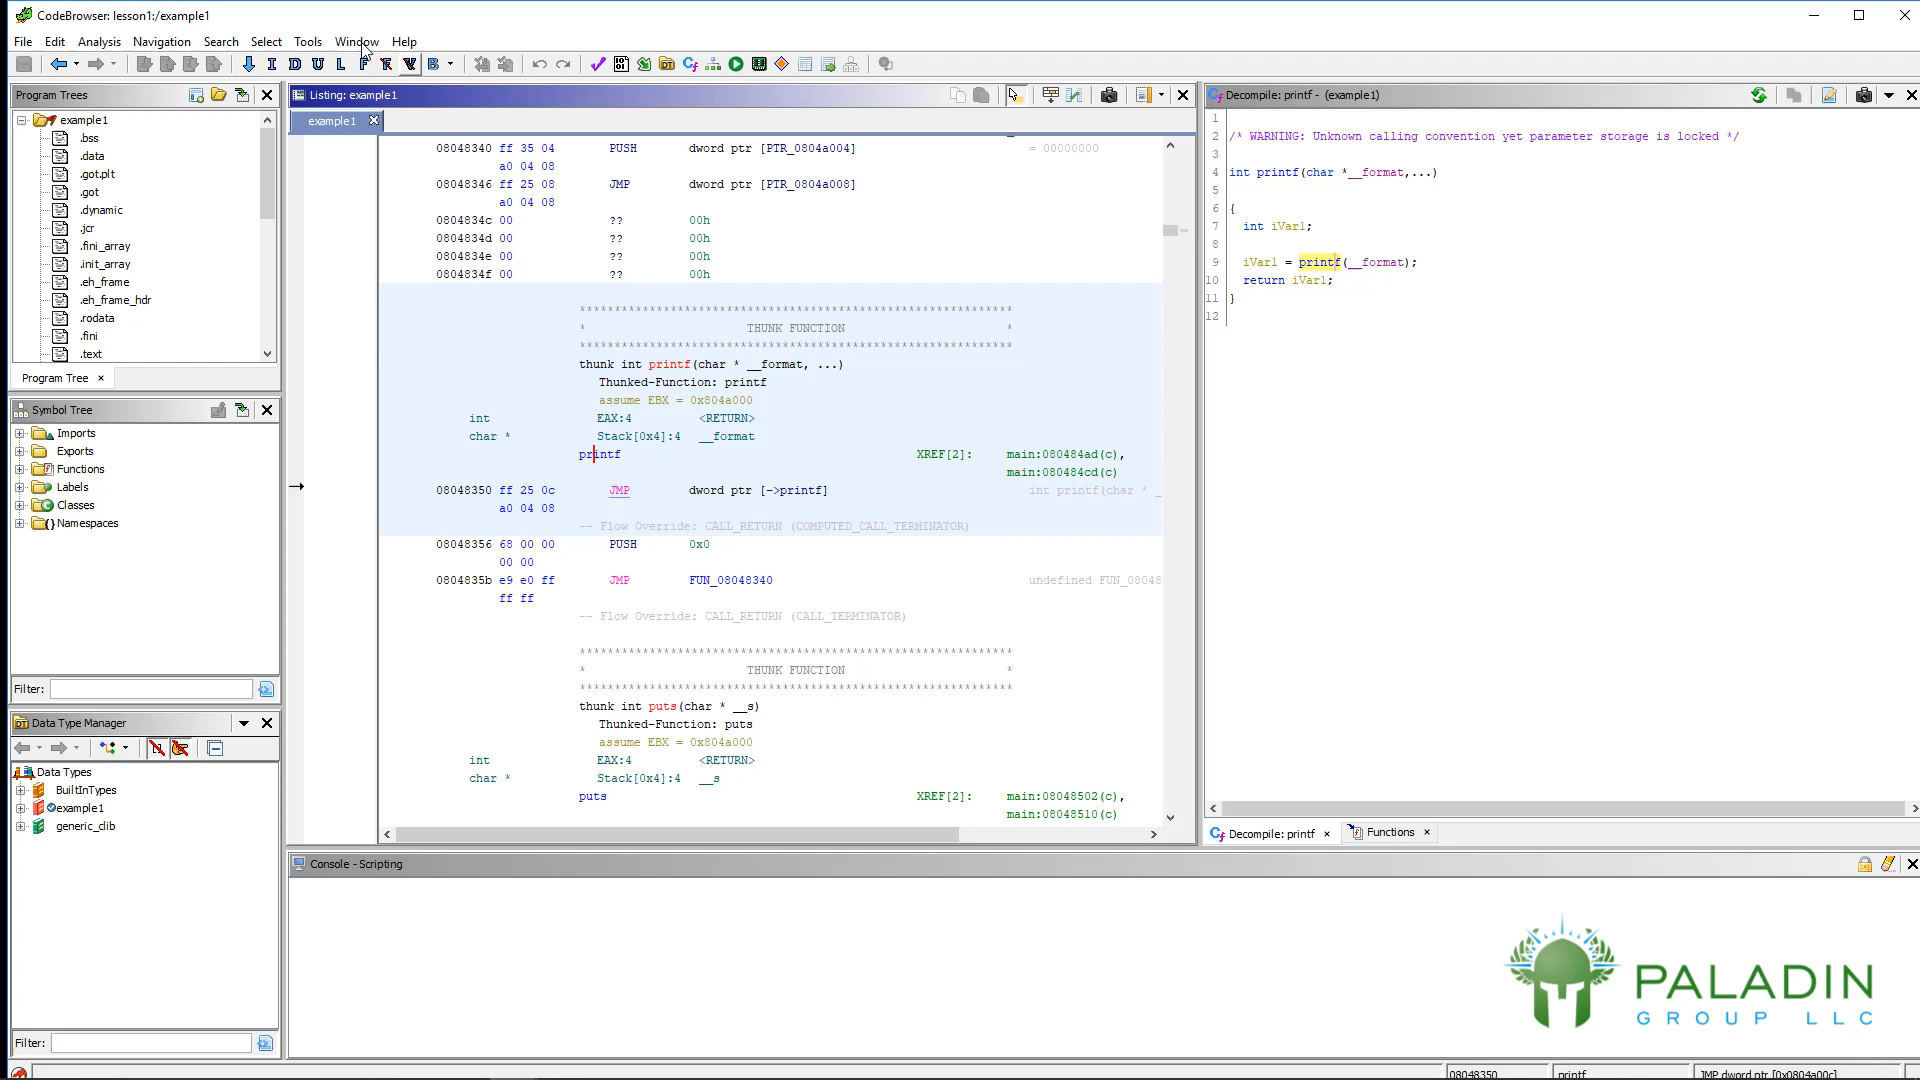 CodeBrowser: lesson1:/example1
File Edit Analysis Navigation Search Select Tools Window Help
I D U L F F V B
Program Trees
example1
.bss
.data
.got.plt
.got
.dynamic
.jcr
.fini_array
.init_array
.eh_frame
.eh_frame_hdr
.rodata
.fini
.text
Program Tree ×
Symbol Tree
Imports
Exports
Functions
Labels
Classes
Namespaces
Filter:
Data Type Manager
Data Types
BuiltInTypes
example1
generic_clib
Filter:
Listing: example1
example1
08048340 ff 35 04 PUSH dword ptr [PTR_0804a004] = 00000000
a0 04 08
08048346 ff 25 08 JMP dword ptr [PTR_0804a008]
a0 04 08
0804834c 00 ?? 00h
0804834d 00 ?? 00h
0804834e 00 ?? 00h
0804834f 00 ?? 00h
**************************************************************
* THUNK FUNCTION *
**************************************************************
thunk int printf(char * __format, ...)
Thunked-Function: printf
assume EBX = 0x804a000
int EAX:4 <RETURN>
char * Stack[0x4]:4 __format
printf XREF[2]: main:080484ad(c),
main:080484cd(c)
08048350 ff 25 0c JMP dword ptr [->printf] int printf(char * _
a0 04 08
-- Flow Override: CALL_RETURN (COMPUTED_CALL_TERMINATOR)
08048356 68 00 00 PUSH 0x0
00 00
0804835b e9 e0 ff JMP FUN_08048340 undefined FUN_08048
ff ff
-- Flow Override: CALL_RETURN (CALL_TERMINATOR)
**************************************************************
* THUNK FUNCTION *
**************************************************************
thunk int puts(char * __s)
Thunked-Function: puts
assume EBX = 0x804a000
int EAX:4 <RETURN>
char * Stack[0x4]:4 __s
puts XREF[2]: main:08048502(c),
main:08048510(c)
Decompile: printf - (example1)
1
2 /* WARNING: Unknown calling convention yet parameter storage is locked */
3
4 int printf(char *__format,...)
5
6 {
7 int iVar1;
8
9 iVar1 = printf(__format);
10 return iVar1;
11 }
12
Decompile: printf × Functions ×
Console - Scripting
PALADIN
GROUP LLC
08048350 printf JMP dword ptr [0x0804a00c]